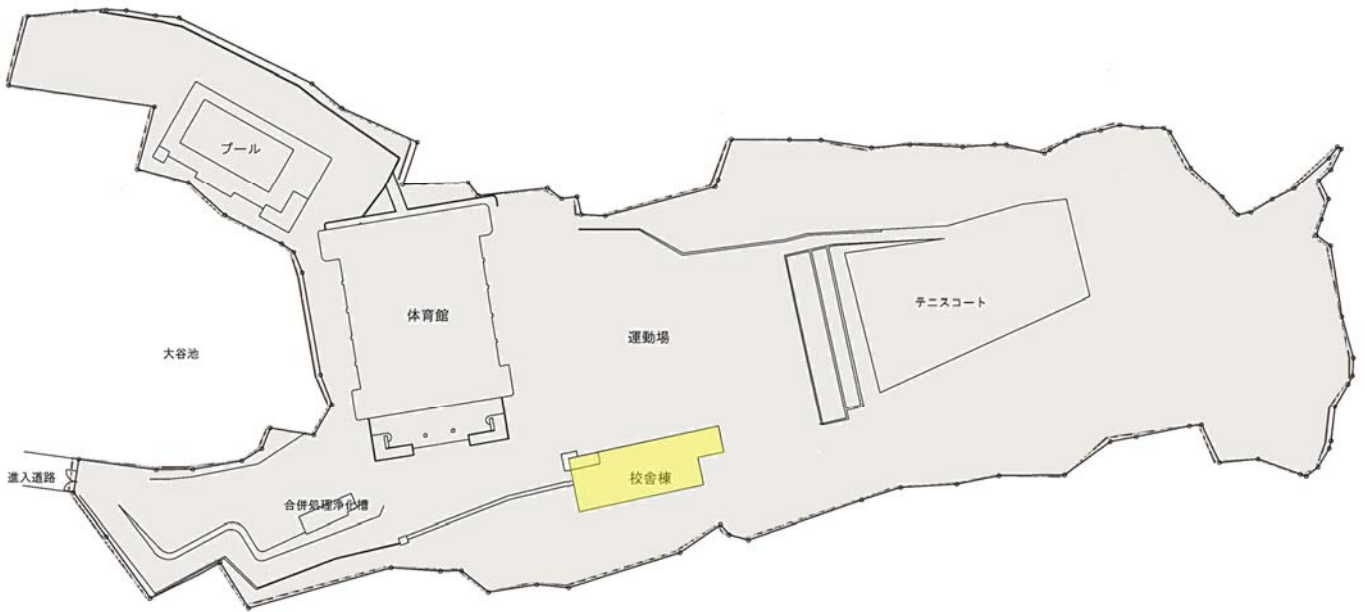 プール
体育館
運動場
テニスコート
大谷池
進入道路
合併処理浄化槽
校舎棟